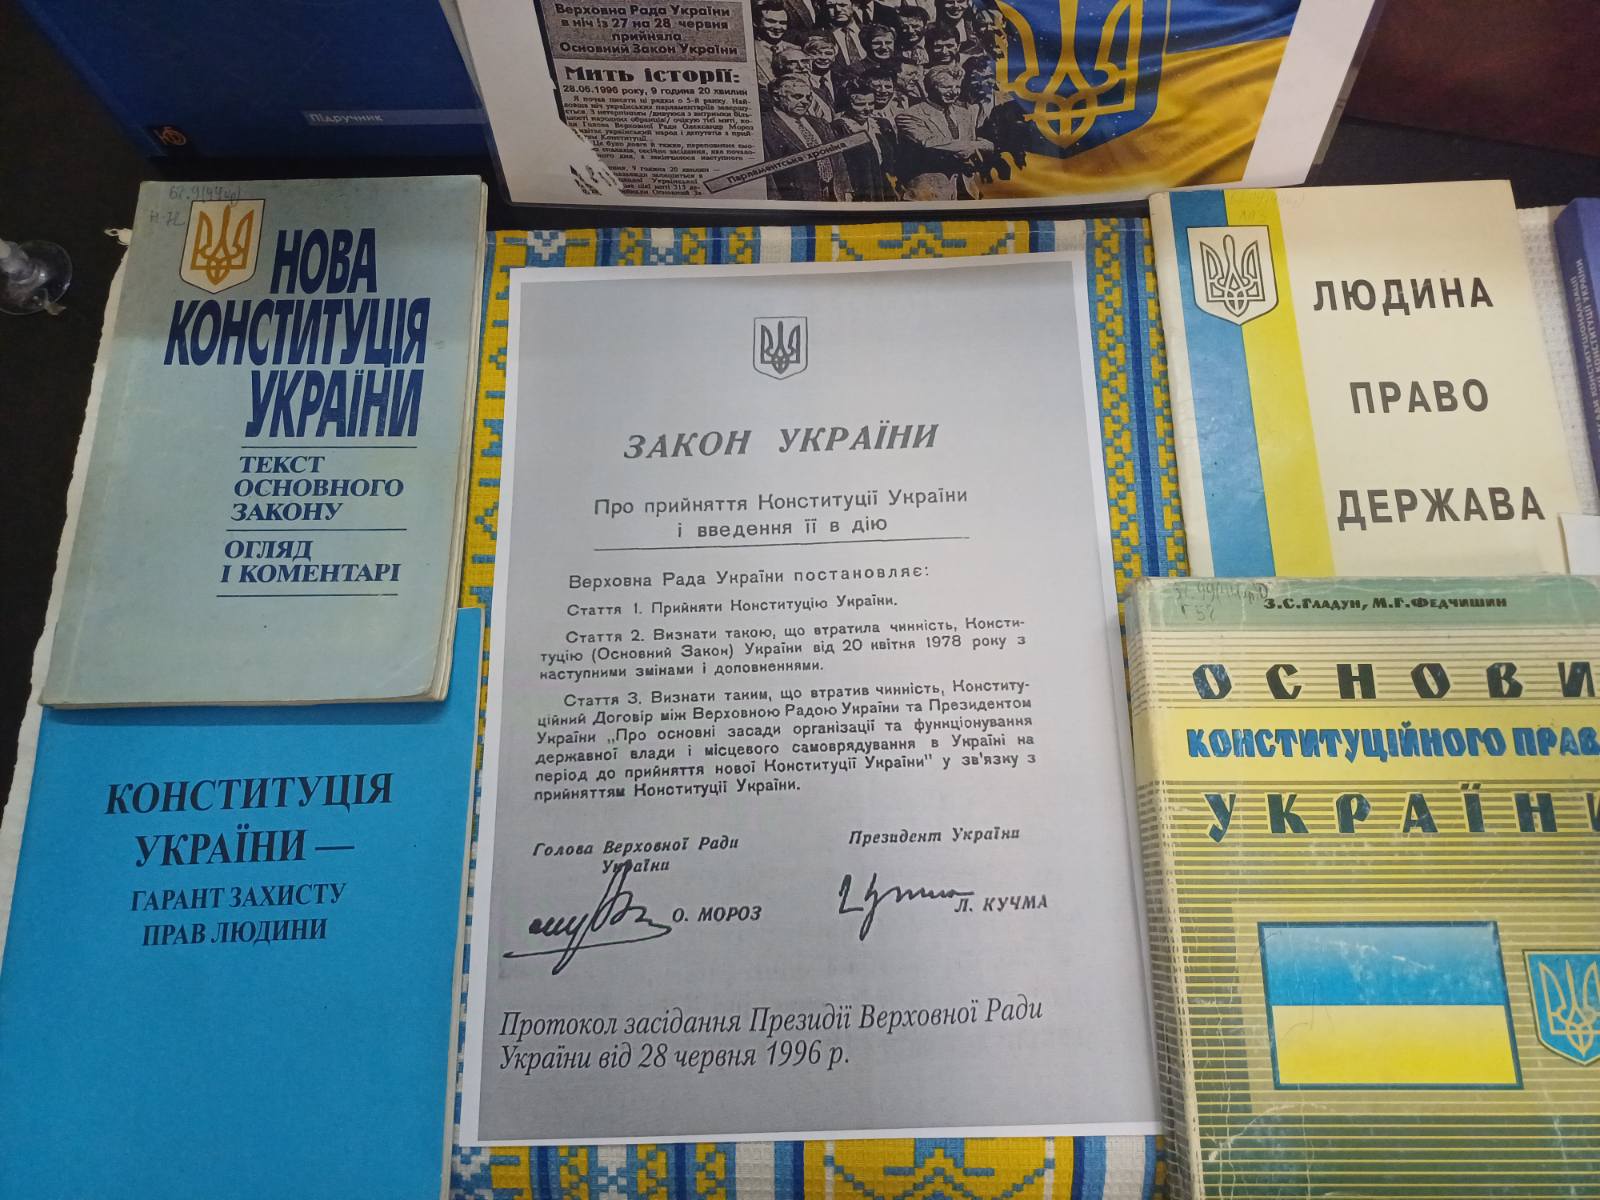 Підручник
Верховна Рада України
в ніч із 27 на 28 червня
прийняла
Основний Закон України
Мить історії:
28.06.1996 року, 9 година 20 хвилин
Парламентська хроніка
НОВА
КОНСТИТУЦІЯ
УКРАЇНИ
ТЕКСТ
ОСНОВНОГО
ЗАКОНУ
ОГЛЯД
І КОМЕНТАРІ
КОНСТИТУЦІЯ
УКРАЇНИ —
ГАРАНТ ЗАХИСТУ
ПРАВ ЛЮДИНИ
ЗАКОН УКРАЇНИ
Про прийняття Конституції України
і введення її в дію
Верховна Рада України постановляє:
Стаття 1. Прийняти Конституцію України.
Стаття 2. Визнати такою, що втратила чинність, Консти-
туцію (Основний Закон) України від 20 квітня 1978 року з
наступними змінами і доповненнями.
Стаття 3. Визнати таким, що втратив чинність, Конститу-
ційний Договір між Верховною Радою України та Президентом
України „Про основні засади організації та функціонування
державної влади і місцевого самоврядування в Україні на
період до прийняття нової Конституції України" у зв'язку з
прийняттям Конституції України.
Голова Верховної Ради
України
О. МОРОЗ
Президент України
Л. КУЧМА
Протокол засідання Президії Верховної Ради
України від 28 червня 1996 р.
ЛЮДИНА
ПРАВО
ДЕРЖАВА
З.С.Гладун, М.Г.Федчишин
ОСНОВИ
КОНСТИТУЦІЙНОГО ПРАВ
УКРАЇНИ